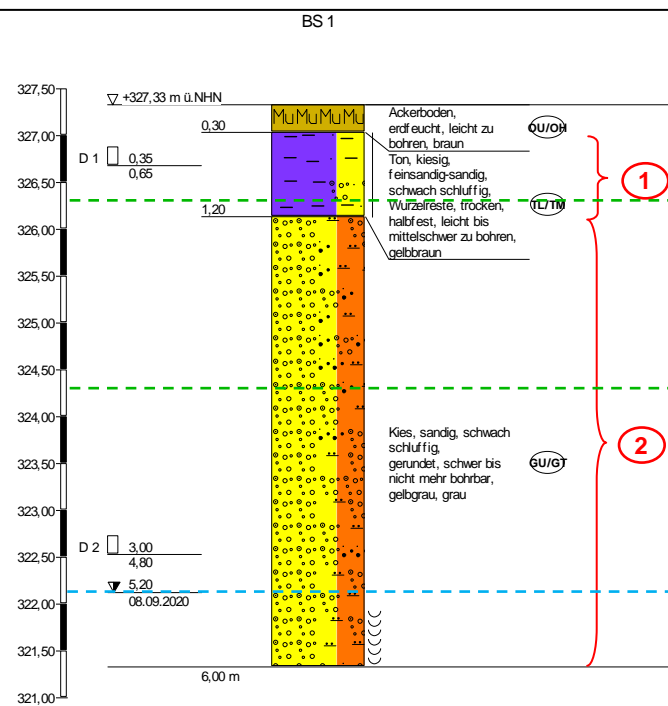 BS 1
327,50
+327,33 m ü.NHN
MuMuMuMu
Ackerboden,
erdfeucht, leicht zu
bohren, braun
OU/OH
327,00
0,30
D 1
0,35
0,65
Ton, kiesig,
feinsandig-sandig,
schwach schluffig,
Wurzelreste, trocken,
halbfest, leicht bis
mittelschwer zu bohren,
gelbbraun
TL/TM
1
326,50
1,20
326,00
325,50
325,00
324,50
324,00
Kies, sandig, schwach
schluffig,
gerundet, schwer bis
nicht mehr bohrbar,
gelbgrau, grau
GU/GT
2
323,50
323,00
D 2
3,00
4,80
322,50
5,20
08.09.2020
322,00
321,50
6,00 m
321,00